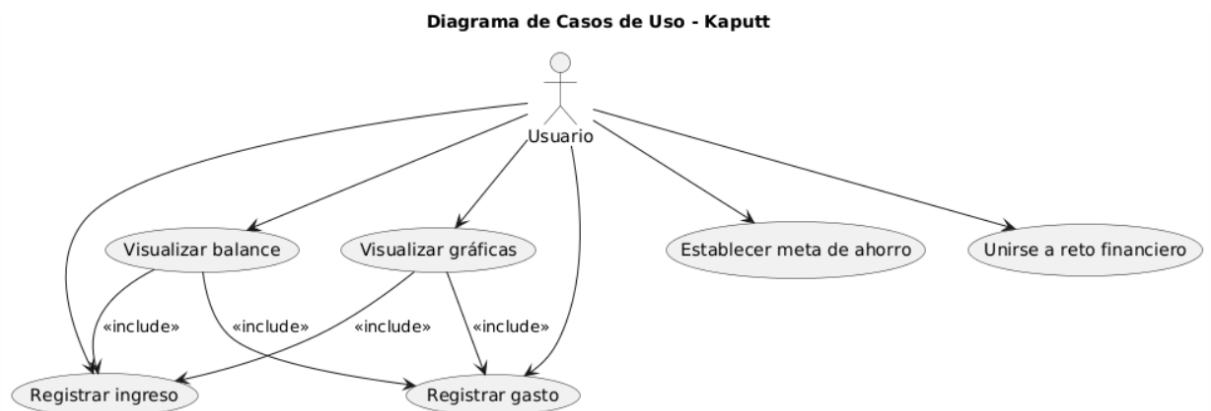 Diagrama de Casos de Uso - Kaputt
Usuario
Visualizar balance
Visualizar gráficas
Establecer meta de ahorro
Unirse a reto financiero
«include»
«include»
«include»
«include»
Registrar ingreso
Registrar gasto